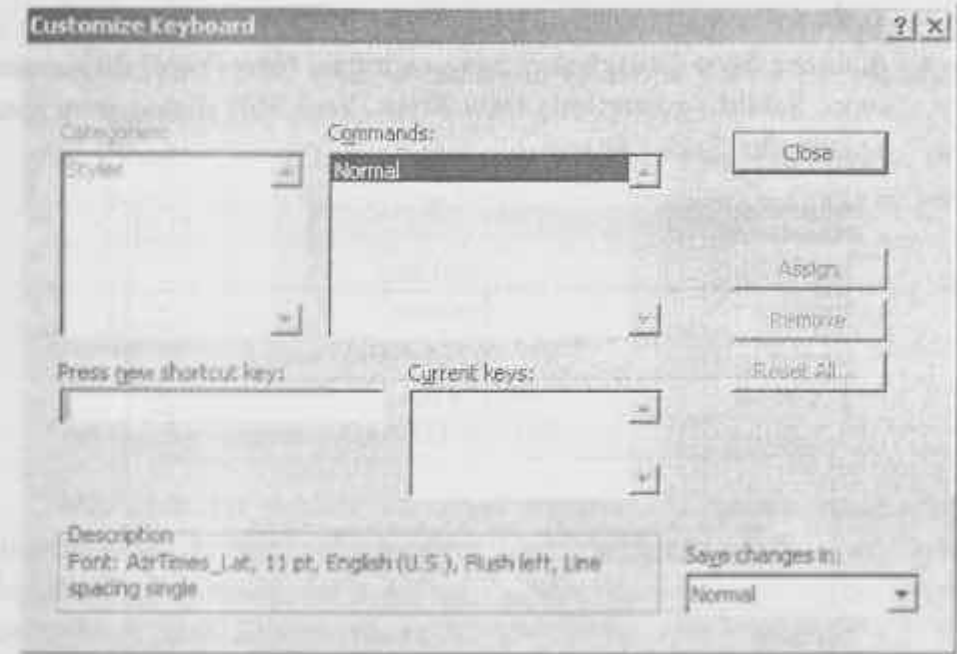 Customize Keyboard
Categories:
Commands:
Styles
Normal
Close
Assign
Remove
Reset All...
Press new shortcut key:
Current keys:
Description
Font: AzrTimes_Lat, 11 pt, English (U.S.), Flush left, Line
spacing single
Save changes in:
Normal